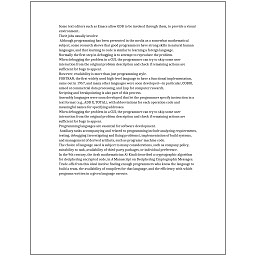 Some text editors such as Emacs allow GDB to be invoked through them, to provide a visual
environment.
Their jobs usually involve:
Although programming has been presented in the media as a somewhat mathematical
subject, some research shows that good programmers have strong skills in natural human
languages, and that learning to code is similar to learning a foreign language.
Normally the first step in debugging is to attempt to reproduce the problem.
When debugging the problem in a GUI, the programmer can try to skip some user
interaction from the original problem description and check if remaining actions are
sufficient for bugs to appear.
However, readability is more than just programming style.
FORTRAN, the first widely used high-level language to have a functional implementation,
came out in 1957, and many other languages were soon developed—in particular, COBOL
aimed at commercial data processing, and Lisp for computer research.
Scripting and breakpointing is also part of this process.
Assembly languages were soon developed that let the programmer specify instruction in a
text format (e.g., ADD X, TOTAL), with abbreviations for each operation code and
meaningful names for specifying addresses.
When debugging the problem in a GUI, the programmer can try to skip some user
interaction from the original problem description and check if remaining actions are
sufficient for bugs to appear.
Programming languages are essential for software development.
Auxiliary tasks accompanying and related to programming include analyzing requirements,
testing, debugging (investigating and fixing problems), implementation of build systems,
and management of derived artifacts, such as programs' machine code.
The choice of language used is subject to many considerations, such as company policy,
suitability to task, availability of third-party packages, or individual preference.
In the 9th century, the Arab mathematician Al-Kindi described a cryptographic algorithm
for deciphering encrypted code, in A Manuscript on Deciphering Cryptographic Messages.
Trade-offs from this ideal involve finding enough programmers who know the language to
build a team, the availability of compilers for that language, and the efficiency with which
programs written in a given language execute.